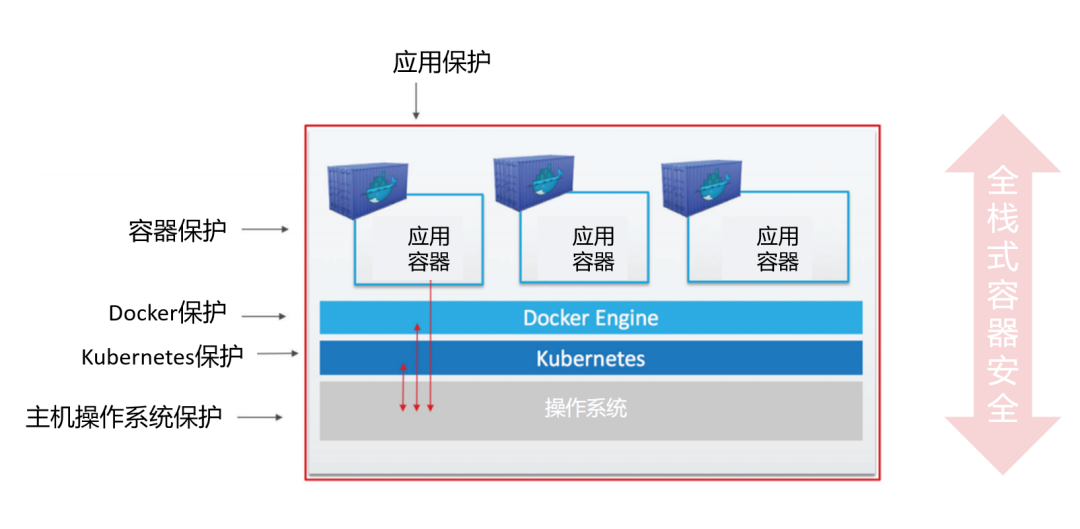 应用保护
容器保护
应用
容器
应用
容器
应用
容器
Docker保护
Docker Engine
Kubernetes保护
Kubernetes
主机操作系统保护
操作系统
全栈式容器安全